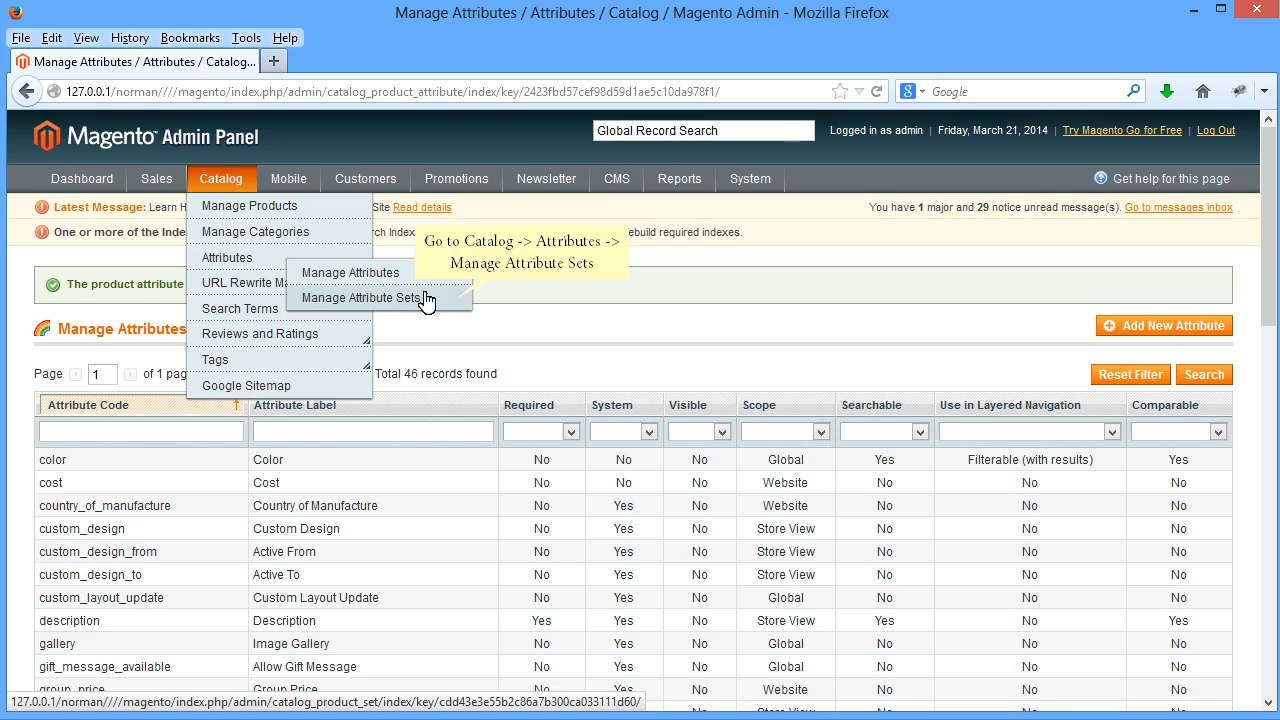 Manage Attributes / Attributes / Catalog / Magento Admin - Mozilla Firefox
File Edit View History Bookmarks Tools Help
Manage Attributes / Attributes / Catalog...
127.0.0.1/norman////magento/index.php/admin/catalog_product_attribute/index/key/2423fbd57cef98d59d1ae5c10da978f1/
Google
Magento Admin Panel
Global Record Search
Logged in as admin | Friday, March 21, 2014 | Try Magento Go for Free | Log Out
Dashboard Sales Catalog Mobile Customers Promotions Newsletter CMS Reports System
Get help for this page
Latest Message: Learn H
Site Read details
You have 1 major and 29 notice unread message(s). Go to messages inbox
One or more of the Inde
rch Index
ebuild required indexes.
Manage Products
Manage Categories
Attributes
URL Rewrite Ma
Search Terms
Reviews and Ratings
Tags
Google Sitemap
Manage Attributes
Manage Attribute Sets
Go to Catalog -> Attributes ->
Manage Attribute Sets
The product attribute
Manage Attributes
Add New Attribute
Page 1 of 1 pag
Total 46 records found
Reset Filter Search
Attribute Code Attribute Label Required System Visible Scope Searchable Use in Layered Navigation Comparable
color Color No No No Global Yes Filterable (with results) Yes
cost Cost No No No Website No No No
country_of_manufacture Country of Manufacture No Yes No Website No No No
custom_design Custom Design No Yes No Store View No No No
custom_design_from Active From No Yes No Store View No No No
custom_design_to Active To No Yes No Store View No No No
custom_layout_update Custom Layout Update No Yes No Global No No No
description Description Yes Yes No Store View Yes No Yes
gallery Image Gallery No Yes No Global No No No
gift_message_available Allow Gift Message No Yes No Global No No No
group_price Group Price No Yes No Website No No No
Store View
127.0.0.1/norman////magento/index.php/admin/catalog_product_set/index/key/cdd43e3e55b2c86a7b300ca033111d60/